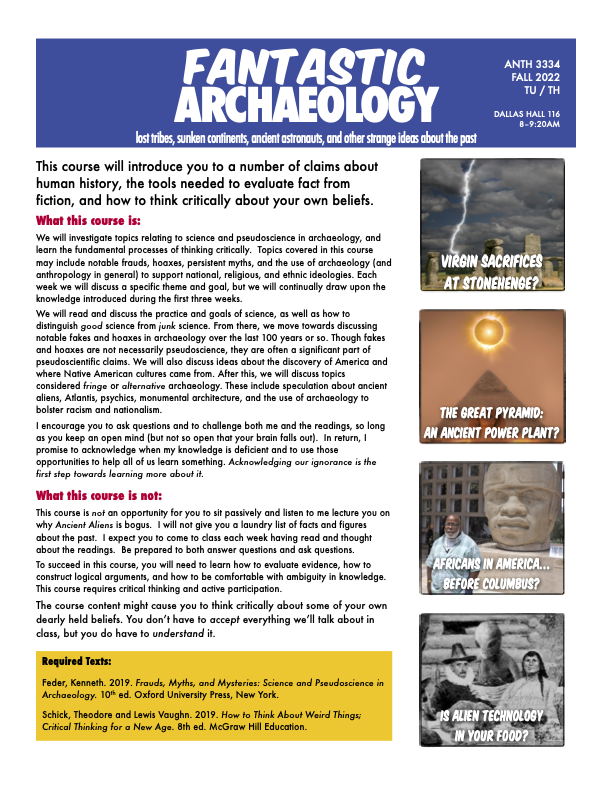 FANTASTIC
ARCHAEOLOGY
lost tribes, sunken continents, ancient astronauts, and other strange ideas about the past
ANTH 3334
FALL 2022
TU / TH
DALLAS HALL 116
8–9:20AM
This course will introduce you to a number of claims about
human history, the tools needed to evaluate fact from
fiction, and how to think critically about your own beliefs.
What this course is:
We will investigate topics relating to science and pseudoscience in archaeology, and
learn the fundamental processes of thinking critically. Topics covered in this course
may include notable frauds, hoaxes, persistent myths, and the use of archaeology (and
anthropology in general) to support national, religious, and ethnic ideologies. Each
week we will discuss a specific theme and goal, but we will continually draw upon the
knowledge introduced during the first three weeks.
We will read and discuss the practice and goals of science, as well as how to
distinguish good science from junk science. From there, we move towards discussing
notable fakes and hoaxes in archaeology over the last 100 years or so. Though fakes
and hoaxes are not necessarily pseudoscience, they are often a significant part of
pseudoscientific claims. We will also discuss ideas about the discovery of America and
where Native American cultures came from. After this, we will discuss topics
considered fringe or alternative archaeology. These include speculation about ancient
aliens, Atlantis, psychics, monumental architecture, and the use of archaeology to
bolster racism and nationalism.
I encourage you to ask questions and to challenge both me and the readings, so long
as you keep an open mind (but not so open that your brain falls out). In return, I
promise to acknowledge when my knowledge is deficient and to use those
opportunities to help all of us learn something. Acknowledging our ignorance is the
first step towards learning more about it.
What this course is not:
This course is not an opportunity for you to sit passively and listen to me lecture you on
why Ancient Aliens is bogus. I will not give you a laundry list of facts and figures
about the past. I expect you to come to class each week having read and thought
about the readings. Be prepared to both answer questions and ask questions.
To succeed in this course, you will need to learn how to evaluate evidence, how to
construct logical arguments, and how to be comfortable with ambiguity in knowledge.
This course requires critical thinking and active participation.
The course content might cause you to think critically about some of your own
dearly held beliefs. You don't have to accept everything we'll talk about in
class, but you do have to understand it.
Required Texts:
Feder, Kenneth. 2019. Frauds, Myths, and Mysteries: Science and Pseudoscience in
Archaeology. 10th ed. Oxford University Press, New York.
Schick, Theodore and Lewis Vaughn. 2019. How to Think About Weird Things;
Critical Thinking for a New Age. 8th ed. McGraw Hill Education.
VIRGIN SACRIFICES
AT STONEHENGE?
THE GREAT PYRAMID:
AN ANCIENT POWER PLANT?
AFRICANS IN AMERICA...
BEFORE COLUMBUS?
IS ALIEN TECHNOLOGY
IN YOUR FOOD?